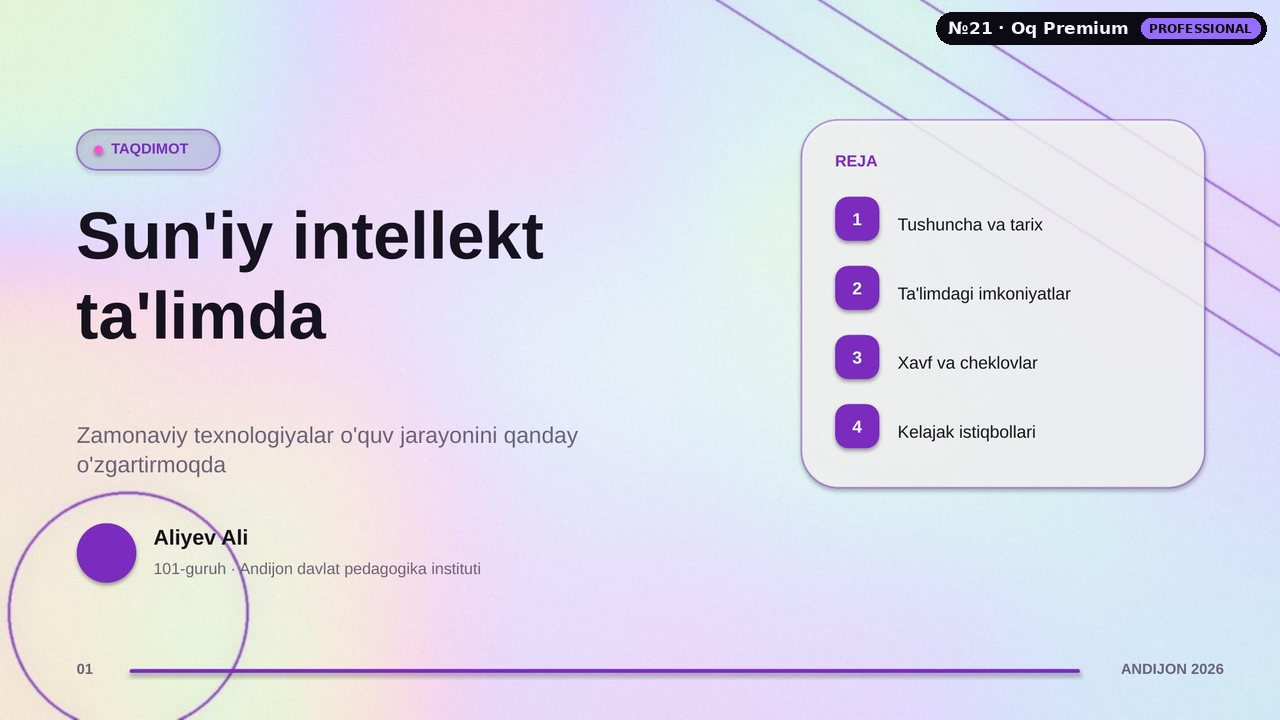 №21 · Oq Premium PROFESSIONAL
TAQDIMOT
Sun'iy intellekt
ta'limda
Zamonaviy texnologiyalar o'quv jarayonini qanday
o'zgartirmoqda
Aliyev Ali
101-guruh · Andijon davlat pedagogika instituti
REJA
1 Tushuncha va tarix
2 Ta'limdagi imkoniyatlar
3 Xavf va cheklovlar
4 Kelajak istiqbollari
01
ANDIJON 2026